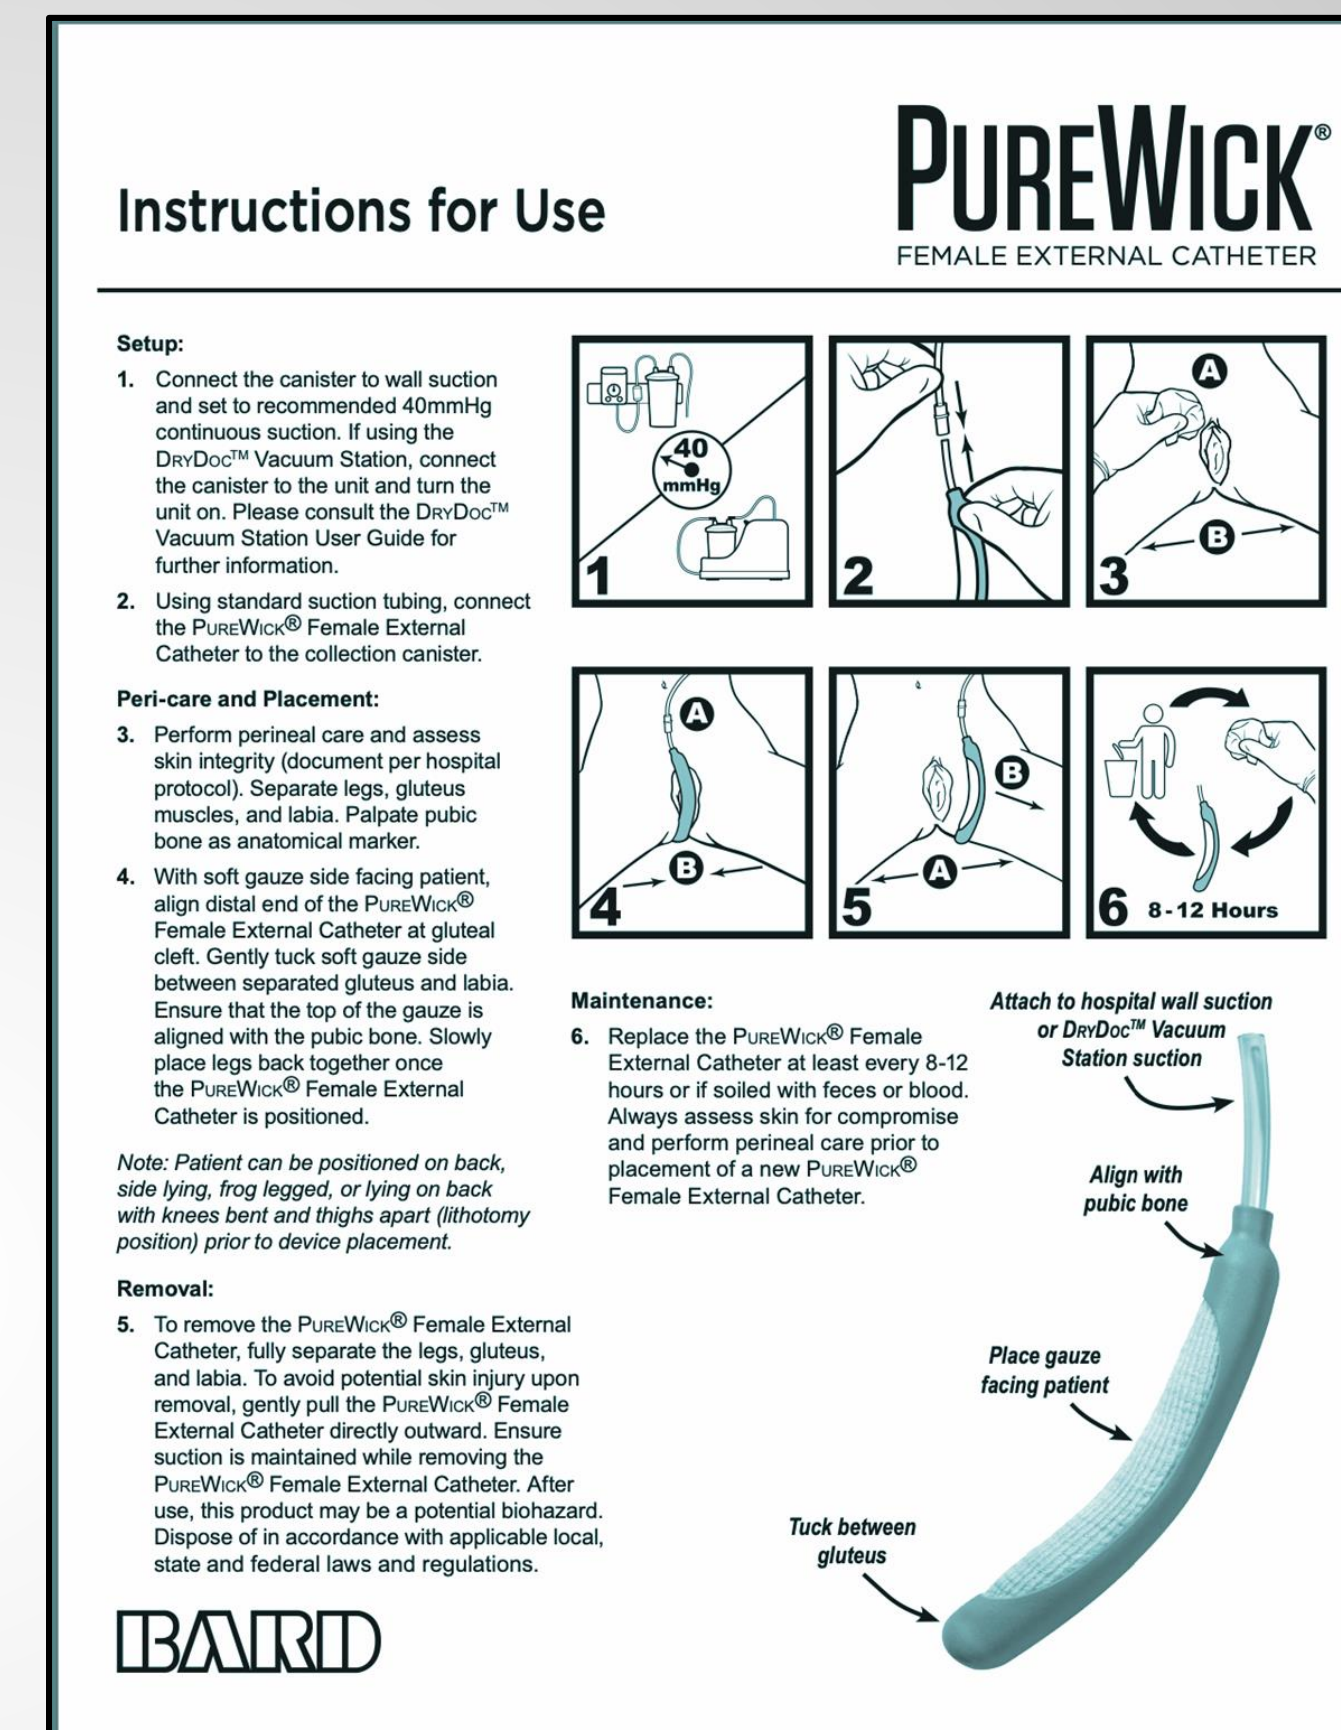 Instructions for Use
PUREWICK®
FEMALE EXTERNAL CATHETER
Setup:
1. Connect the canister to wall suction
and set to recommended 40mmHg
continuous suction. If using the
DRYDOC™ Vacuum Station, connect
the canister to the unit and turn the
unit on. Please consult the DRYDOC™
Vacuum Station User Guide for
further information.
2. Using standard suction tubing, connect
the PUREWICK® Female External
Catheter to the collection canister.
Peri-care and Placement:
3. Perform perineal care and assess
skin integrity (document per hospital
protocol). Separate legs, gluteus
muscles, and labia. Palpate pubic
bone as anatomical marker.
4. With soft gauze side facing patient,
align distal end of the PUREWICK®
Female External Catheter at gluteal
cleft. Gently tuck soft gauze side
between separated gluteus and labia.
Ensure that the top of the gauze is
aligned with the pubic bone. Slowly
place legs back together once
the PUREWICK® Female External
Catheter is positioned.
Note: Patient can be positioned on back,
side lying, frog legged, or lying on back
with knees bent and thighs apart (lithotomy
position) prior to device placement.
Removal:
5. To remove the PUREWICK® Female External
Catheter, fully separate the legs, gluteus,
and labia. To avoid potential skin injury upon
removal, gently pull the PUREWICK® Female
External Catheter directly outward. Ensure
suction is maintained while removing the
PUREWICK® Female External Catheter. After
use, this product may be a potential biohazard.
Dispose of in accordance with applicable local,
state and federal laws and regulations.
BARD
40
mmHg
1
2
A
B
3
A
B
4
B
A
5
6 8-12 Hours
Maintenance:
6. Replace the PUREWICK® Female
External Catheter at least every 8-12
hours or if soiled with feces or blood.
Always assess skin for compromise
and perform perineal care prior to
placement of a new PUREWICK®
Female External Catheter.
Attach to hospital wall suction
or DRYDOC™ Vacuum
Station suction
Align with
pubic bone
Place gauze
facing patient
Tuck between
gluteus